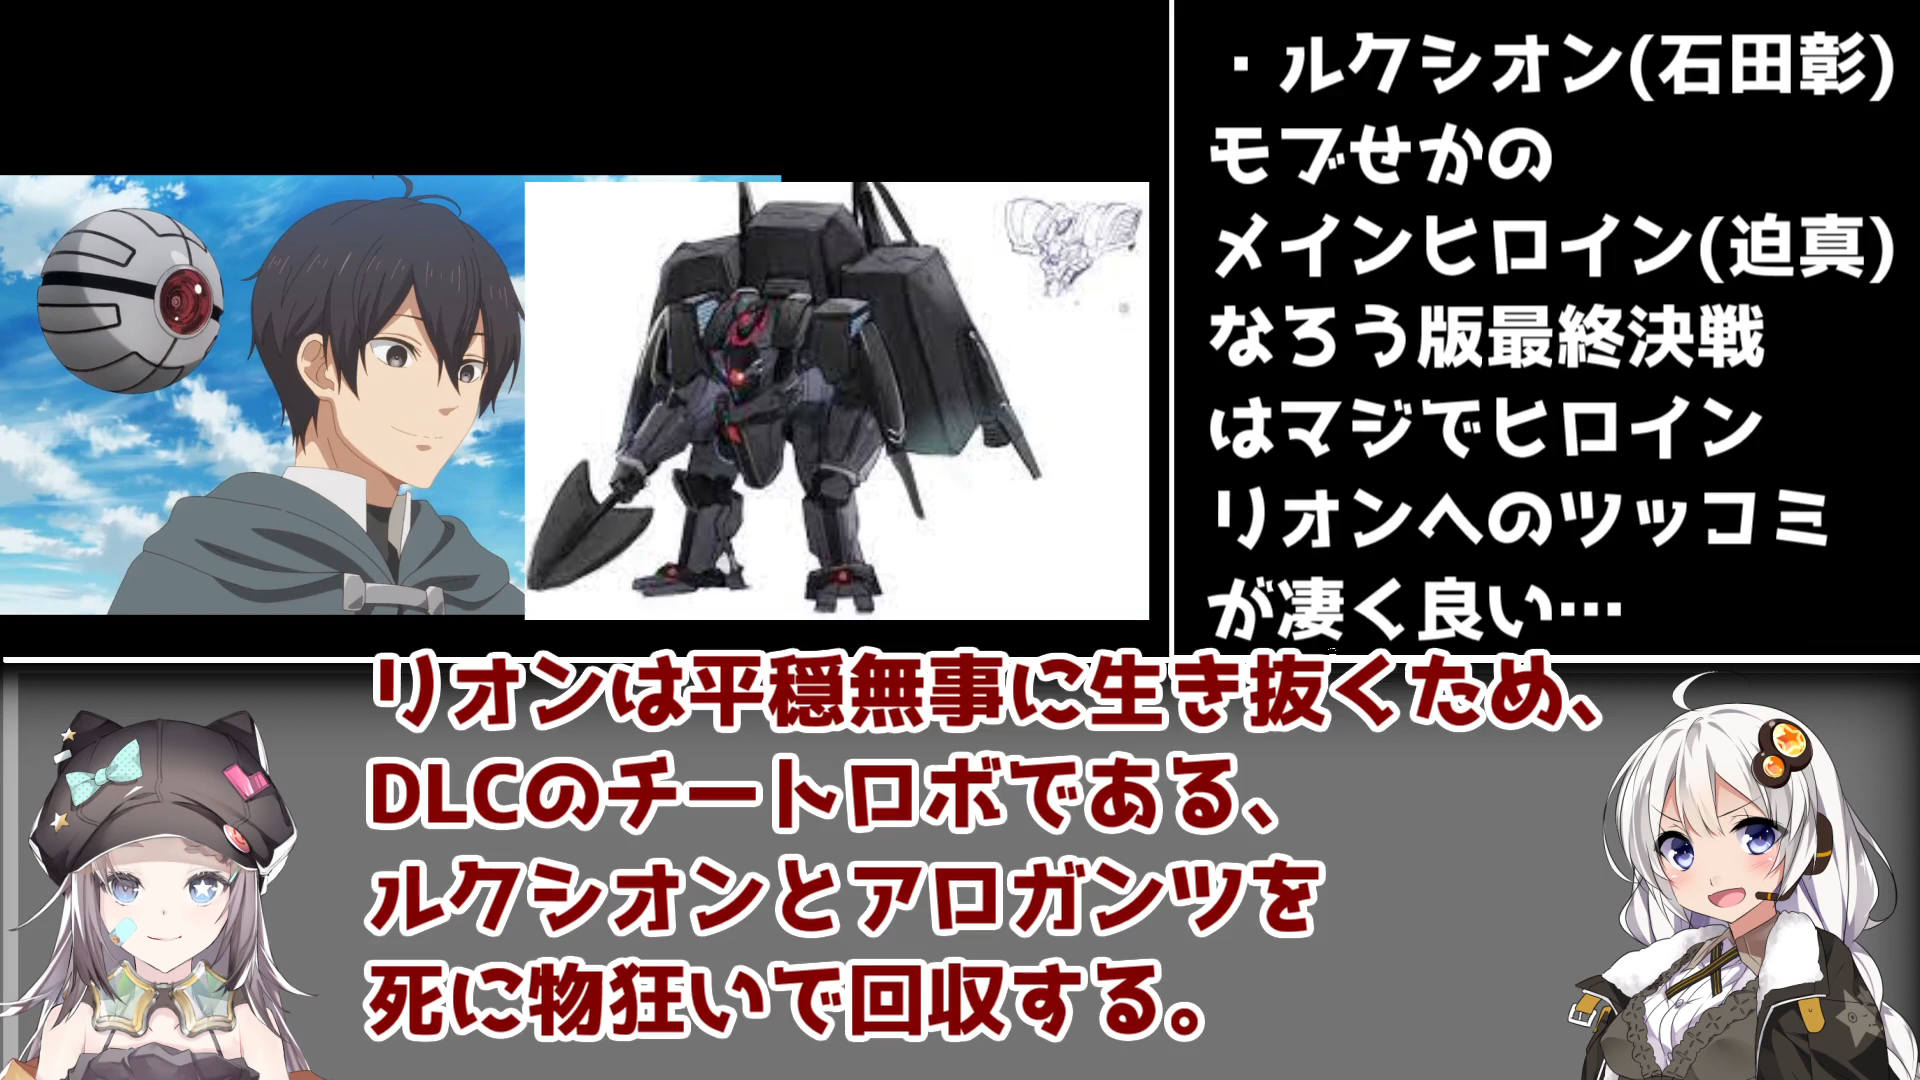 ・ルクシオン(石田彰)
モブせかの
メインヒロイン(迫真)
なろう版最終決戦
はマジでヒロイン
リオンへのツッコミ
が凄く良い…
リオンは平穏無事に生き抜くため、
DLCのチートロボである、
ルクシオンとアロガンツを
死に物狂いで回収する。